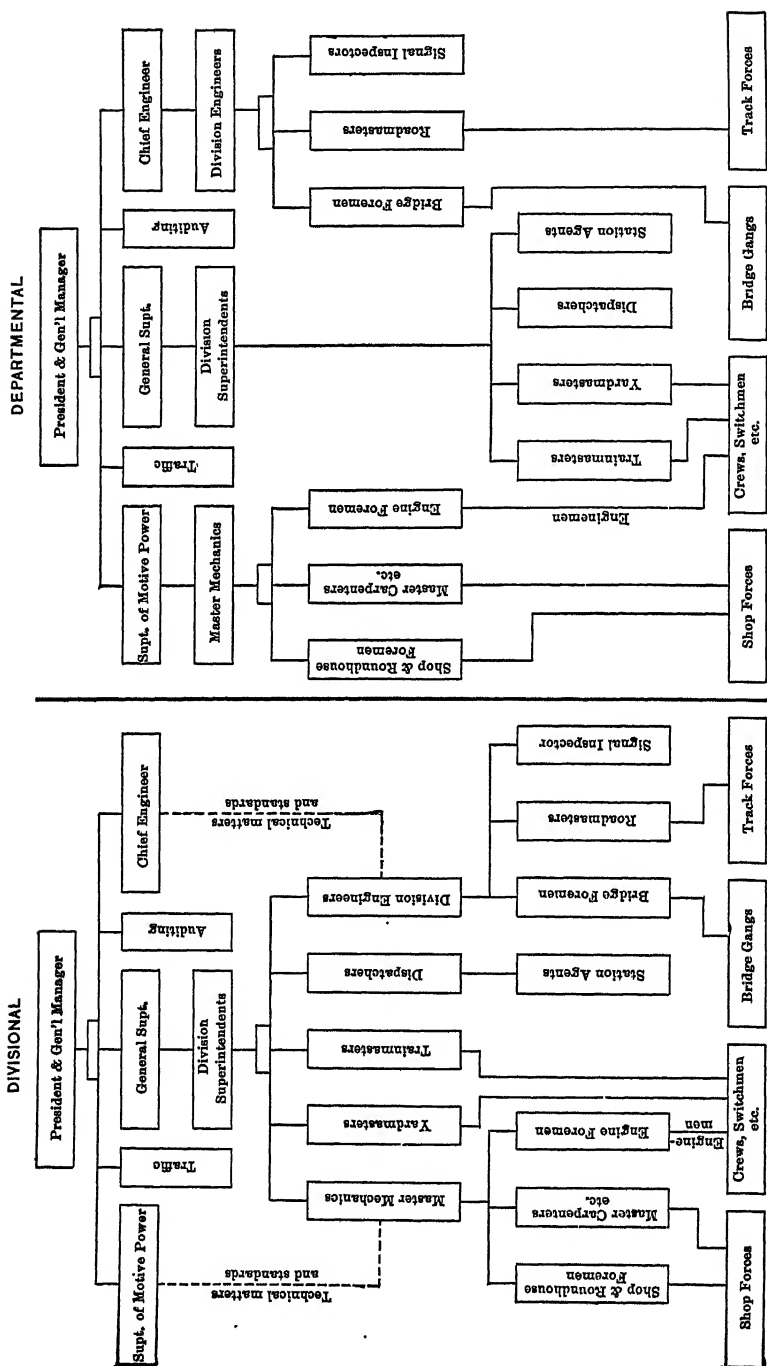 DIVISIONAL
President & Gen'l Manager
Supt. of Motive Power
Traffic
General Supt.
Auditing
Chief Engineer
Technical matters
and standards
Division
Superintendents
Technical matters
and standards
Master Mechanics
Yardmasters
Trainmasters
Dispatchers
Division Engineers
Shop & Roundhouse
Foremen
Master Carpenters
etc.
Engine Foremen
Station Agents
Bridge Foremen
Roadmasters
Signal Inspector
Engine-
men
Shop Forces
Crews, Switchmen
etc.
Bridge Gangs
Track Forces
DEPARTMENTAL
President & Gen'l Manager
Supt. of Motive Power
Traffic
General Supt.
Auditing
Chief Engineer
Master Mechanics
Division
Superintendents
Division Engineers
Shop & Roundhouse
Foremen
Master Carpenters
etc.
Engine Foremen
Bridge Foremen
Roadmasters
Signal Inspectors
Enginemen
Trainmasters
Yardmasters
Dispatchers
Station Agents
Shop Forces
Crews, Switchmen
etc.
Bridge Gangs
Track Forces